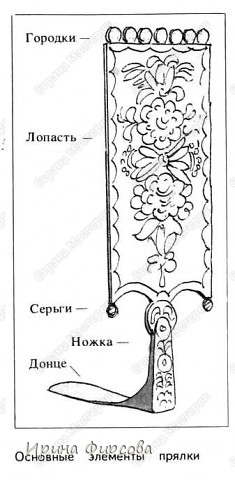 Городки —
Лопасть —
Серьги —
Ножка —
Донце
Ирина Фирсова
Основные элементы прялки